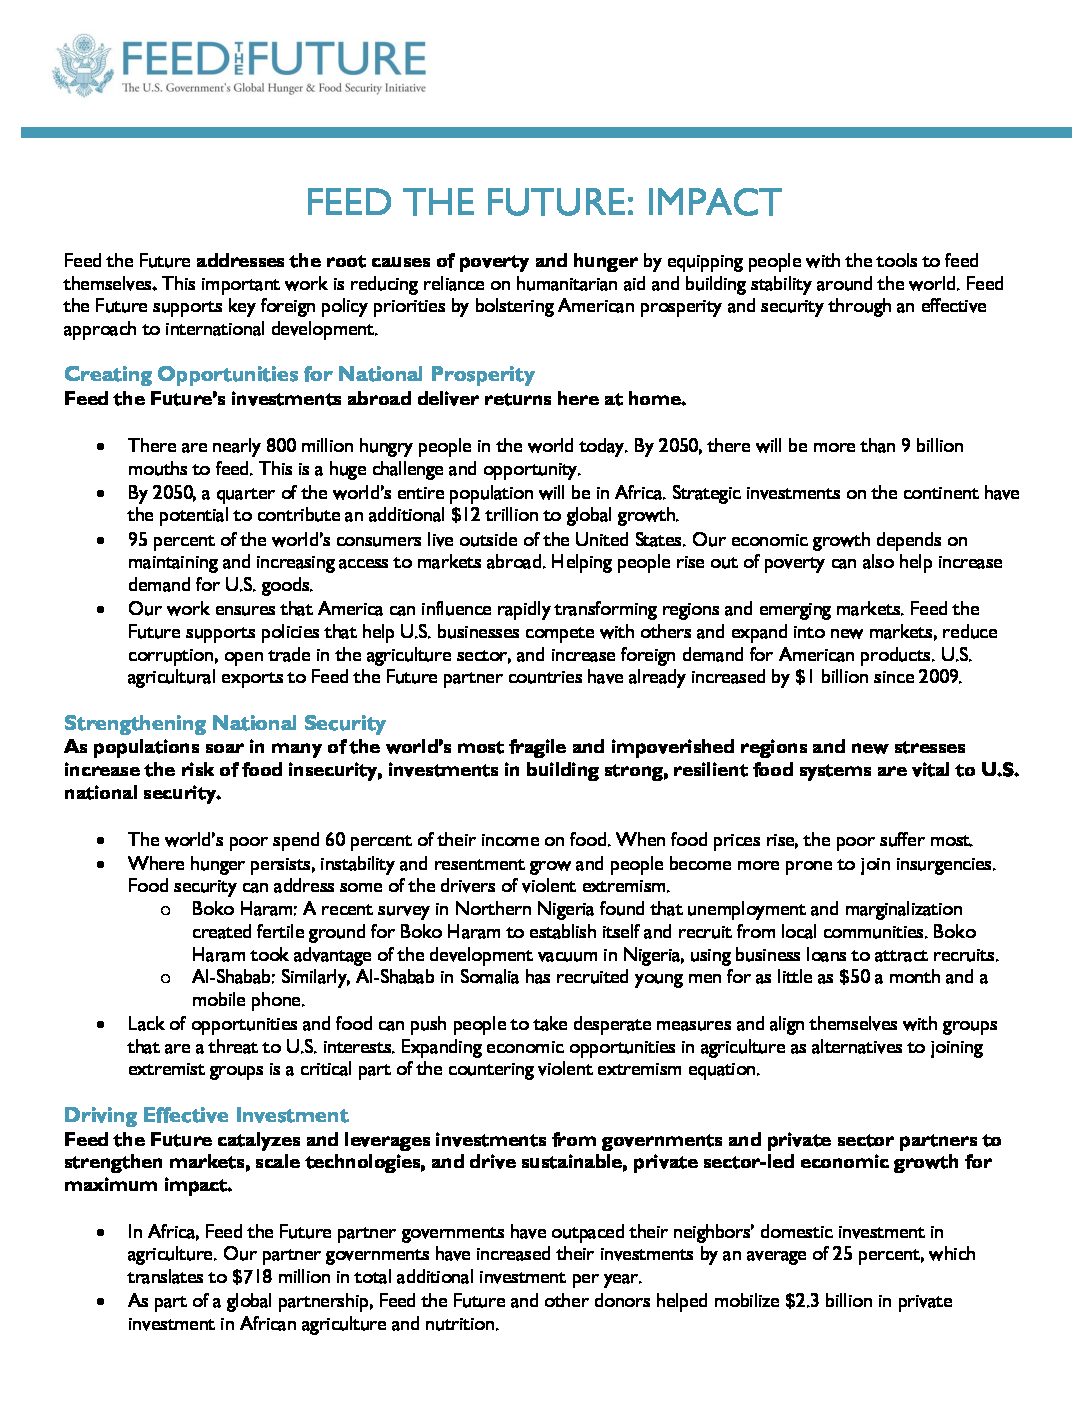 FEED THE FUTURE
The U.S. Government's Global Hunger & Food Security Initiative
FEED THE FUTURE: IMPACT
Feed the Future addresses the root causes of poverty and hunger by equipping people with the tools to feed
themselves. This important work is reducing reliance on humanitarian aid and building stability around the world. Feed
the Future supports key foreign policy priorities by bolstering American prosperity and security through an effective
approach to international development.
Creating Opportunities for National Prosperity
Feed the Future's investments abroad deliver returns here at home.
• There are nearly 800 million hungry people in the world today. By 2050, there will be more than 9 billion
mouths to feed. This is a huge challenge and opportunity.
• By 2050, a quarter of the world's entire population will be in Africa. Strategic investments on the continent have
the potential to contribute an additional $12 trillion to global growth.
• 95 percent of the world's consumers live outside of the United States. Our economic growth depends on
maintaining and increasing access to markets abroad. Helping people rise out of poverty can also help increase
demand for U.S. goods.
• Our work ensures that America can influence rapidly transforming regions and emerging markets. Feed the
Future supports policies that help U.S. businesses compete with others and expand into new markets, reduce
corruption, open trade in the agriculture sector, and increase foreign demand for American products. U.S.
agricultural exports to Feed the Future partner countries have already increased by $1 billion since 2009.
Strengthening National Security
As populations soar in many of the world's most fragile and impoverished regions and new stresses
increase the risk of food insecurity, investments in building strong, resilient food systems are vital to U.S.
national security.
• The world's poor spend 60 percent of their income on food. When food prices rise, the poor suffer most.
• Where hunger persists, instability and resentment grow and people become more prone to join insurgencies.
Food security can address some of the drivers of violent extremism.
o Boko Haram: A recent survey in Northern Nigeria found that unemployment and marginalization
created fertile ground for Boko Haram to establish itself and recruit from local communities. Boko
Haram took advantage of the development vacuum in Nigeria, using business loans to attract recruits.
o Al-Shabab: Similarly, Al-Shabab in Somalia has recruited young men for as little as $50 a month and a
mobile phone.
• Lack of opportunities and food can push people to take desperate measures and align themselves with groups
that are a threat to U.S. interests. Expanding economic opportunities in agriculture as alternatives to joining
extremist groups is a critical part of the countering violent extremism equation.
Driving Effective Investment
Feed the Future catalyzes and leverages investments from governments and private sector partners to
strengthen markets, scale technologies, and drive sustainable, private sector-led economic growth for
maximum impact.
• In Africa, Feed the Future partner governments have outpaced their neighbors' domestic investment in
agriculture. Our partner governments have increased their investments by an average of 25 percent, which
translates to $718 million in total additional investment per year.
• As part of a global partnership, Feed the Future and other donors helped mobilize $2.3 billion in private
investment in African agriculture and nutrition.